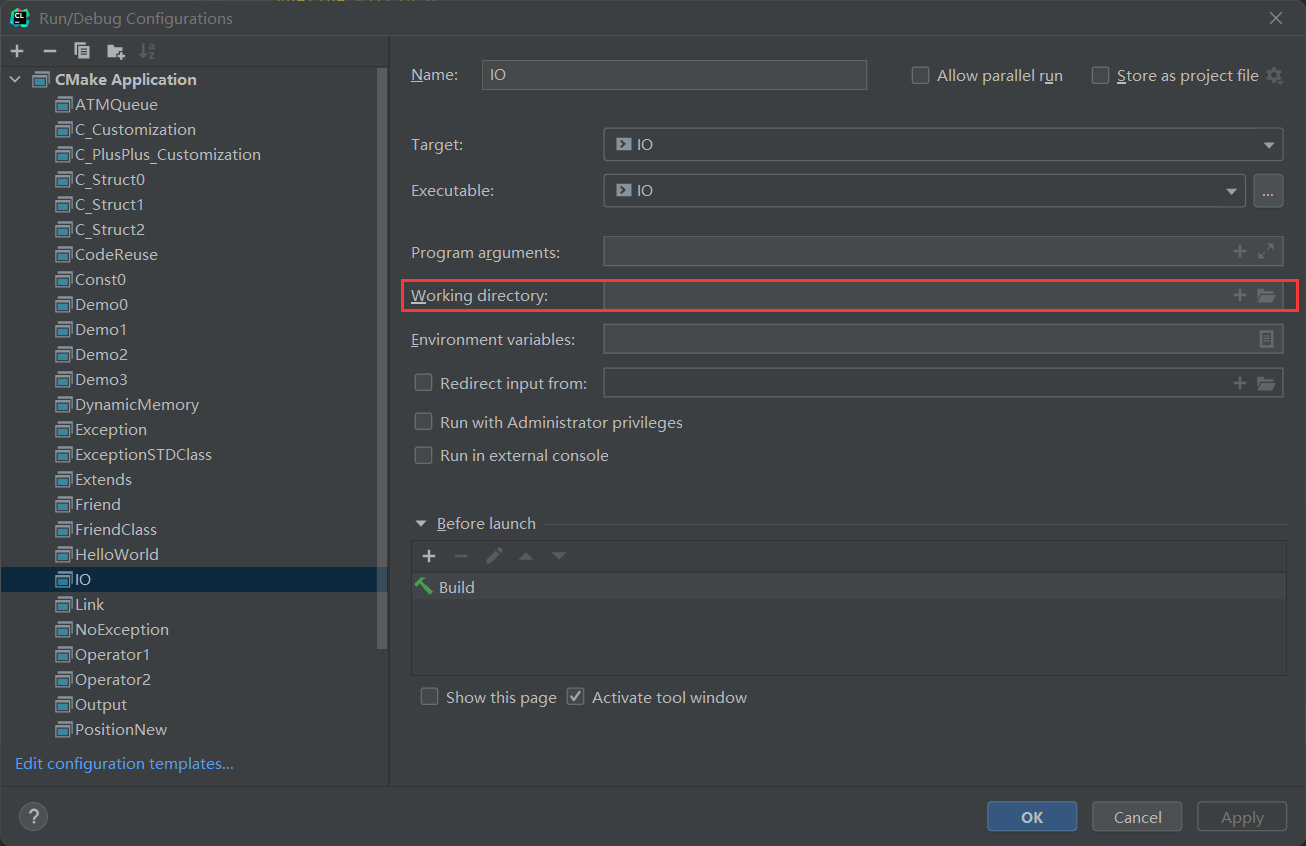 Run/Debug Configurations
CMake Application
ATMQueue
C_Customization
C_PlusPlus_Customization
C_Struct0
C_Struct1
C_Struct2
CodeReuse
Const0
Demo0
Demo1
Demo2
Demo3
DynamicMemory
Exception
ExceptionSTDClass
Extends
Friend
FriendClass
HelloWorld
IO
Link
NoException
Operator1
Operator2
Output
PositionNew
Edit configuration templates...
Name: IO
Allow parallel run
Store as project file
Target: IO
Executable: IO
...
Program arguments:
Working directory:
Environment variables:
Redirect input from:
Run with Administrator privileges
Run in external console
Before launch
Build
Show this page
Activate tool window
?
OK
Cancel
Apply